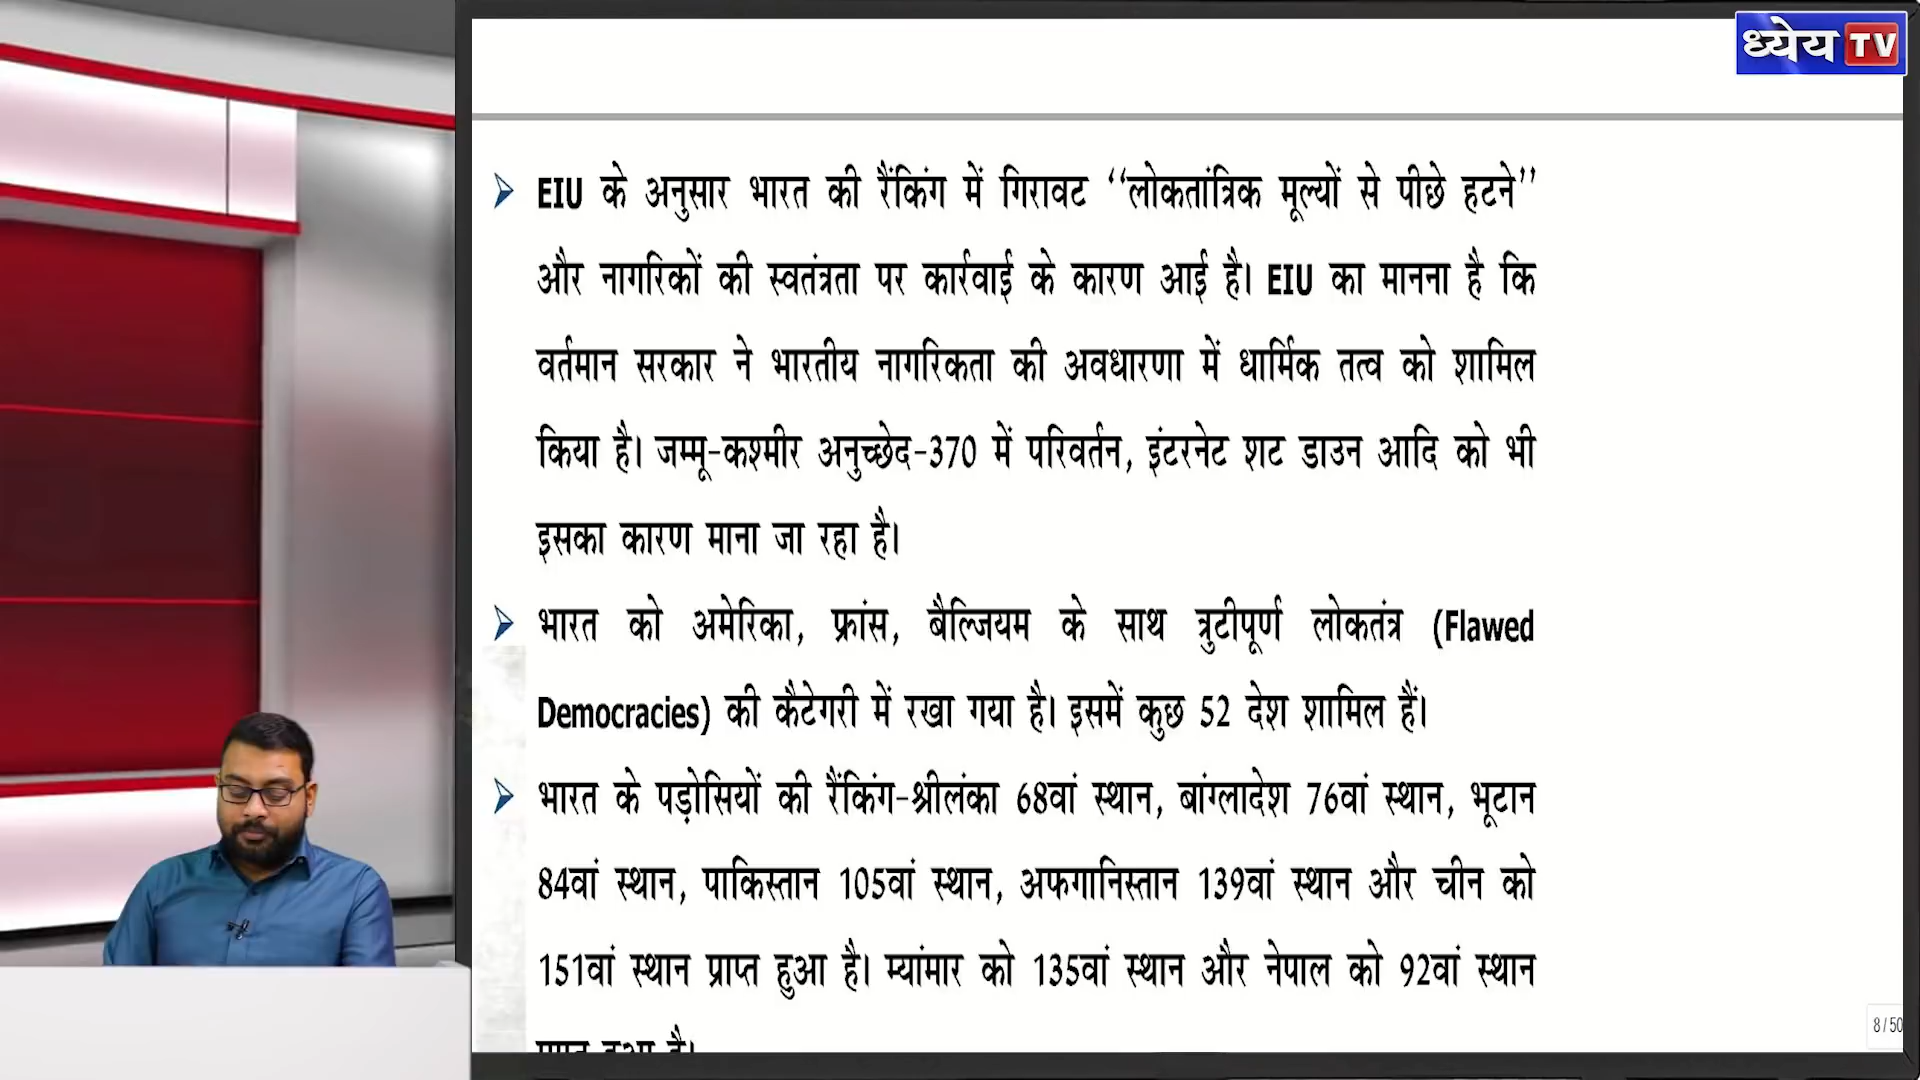 ध्येय TV
EIU के अनुसार भारत की रैंकिंग में गिरावट ‘‘लोकतांत्रिक मूल्यों से पीछे हटने’’
और नागरिकों की स्वतंत्रता पर कार्रवाई के कारण आई है। EIU का मानना है कि
वर्तमान सरकार ने भारतीय नागरिकता की अवधारणा में धार्मिक तत्व को शामिल
किया है। जम्मू-कश्मीर अनुच्छेद-370 में परिवर्तन, इंटरनेट शट डाउन आदि को भी
इसका कारण माना जा रहा है।
भारत को अमेरिका, फ्रांस, बैल्जियम के साथ त्रुटीपूर्ण लोकतंत्र (Flawed
Democracies) की कैटेगरी में रखा गया है। इसमें कुछ 52 देश शामिल हैं।
भारत के पड़ोसियों की रैंकिंग-श्रीलंका 68वां स्थान, बांग्लादेश 76वां स्थान, भूटान
84वां स्थान, पाकिस्तान 105वां स्थान, अफगानिस्तान 139वां स्थान और चीन को
151वां स्थान प्राप्त हुआ है। म्यांमार को 135वां स्थान और नेपाल को 92वां स्थान
प्राप्त हुआ है।
8 / 50